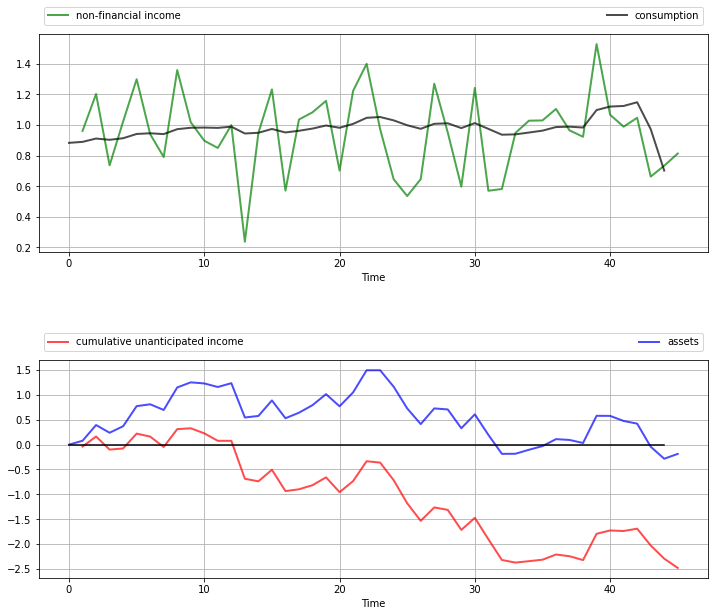 non-financial income consumption
1.4
1.2
1.0
0.8
0.6
0.4
0.2
0 10 20 30 40
Time
cumulative unanticipated income assets
1.5
1.0
0.5
0.0
−0.5
−1.0
−1.5
−2.0
−2.5
0 10 20 30 40
Time